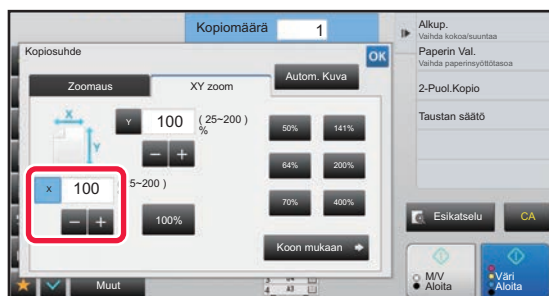 Kopiomäärä 1
Kopiosuhde
OK
Zoomaus
XY zoom
Autom. Kuva
X
Y
Y 100 ( 25~200 )
%
50% 141%
64% 200%
70% 400%
X 100 5~200 )
100%
Koon mukaan
Muut
A3
Alkup.
Vaihda kokoa/suuntaa
Paperin Val.
Vaihda paperinsyöttötasoa
2-Puol.Kopio
Taustan säätö
Esikatselu
CA
M/V
Aloita
Väri
Aloita